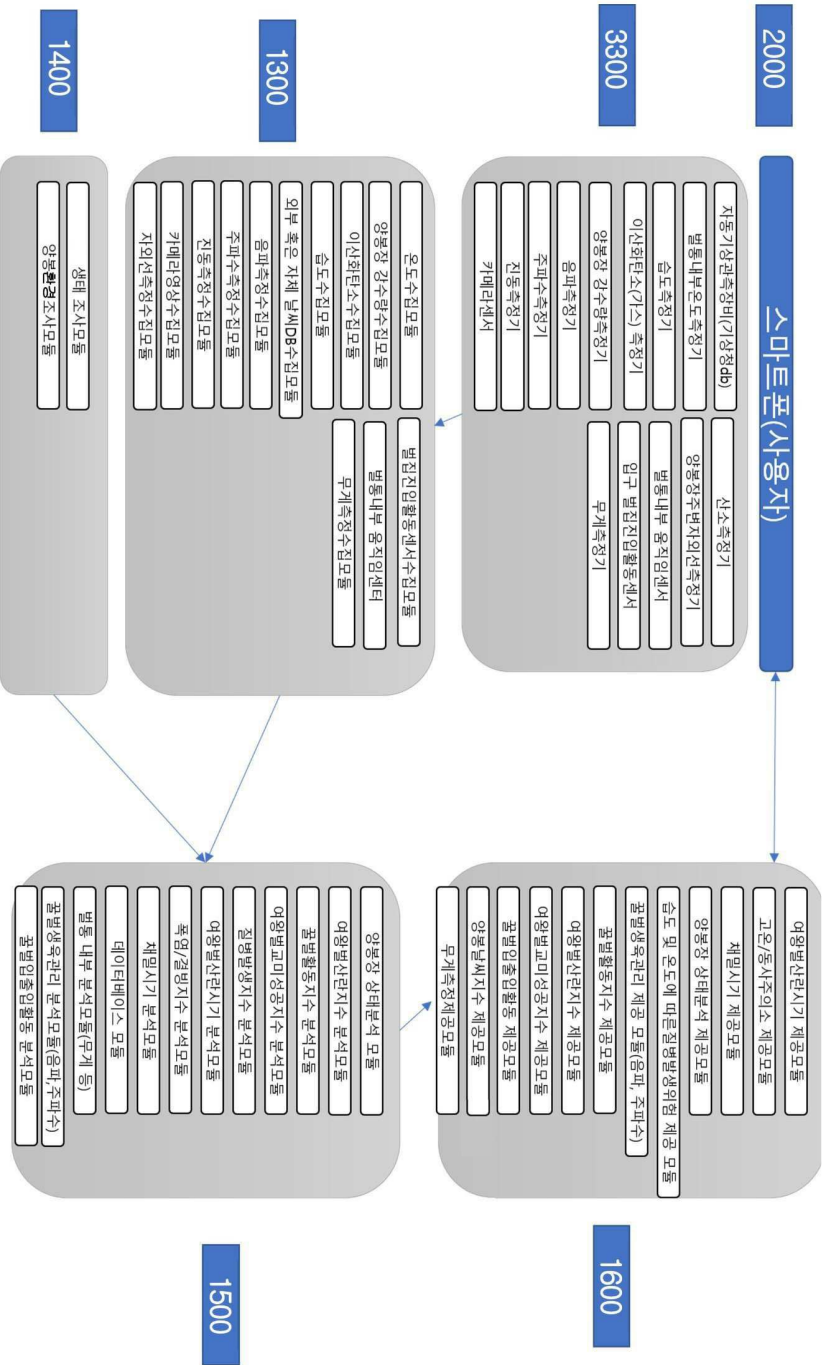 2000
스마트폰(사용자)
3300
자동기상관측장비(기상청db)
벌통내부온도측정기
습도측정기
이산화탄소(가스) 측정기
양봉장 강수량측정기
음파측정기
주파수측정기
진동측정기
카메라센서
산소측정기
양봉장주변자외선측정기
벌통내부 움직임센서
입구 벌집진입활동센서
무게측정기
1300
온도수집모듈
양봉장 강수량수집모듈
이산화탄소수집모듈
습도수집모듈
외부 혹은 자체 날씨DB수집모듈
음파측정수집모듈
주파수측정수집모듈
진동측정수집모듈
카메라영상수집모듈
자외선측정수집모듈
벌집진입활동센서수집모듈
벌통내부 움직임센터
무게측정수집모듈
1400
생태 조사모듈
양봉환경조사모듈
여왕벌산란시기 제공모듈
고온/동사주의소 제공모듈
채밀시기 제공모듈
양봉장 상태분석 제공모듈
습도 및 온도에 따른질병발생위험 제공 모듈
꿀벌생육관리 제공 모듈(음파, 주파수)
꿀벌활동지수 제공모듈
여왕벌산란지수 제공모듈
여왕벌교미성공지수 제공모듈
꿀벌입출입활동 제공모듈
양봉날씨지수 제공모듈
무게측정제공모듈
1600
양봉장 상태분석 모듈
여왕벌산란지수 분석모듈
꿀벌활동지수 분석모듈
여왕벌교미성공지수 분석모듈
질병발생지수 분석모듈
여왕벌산란시기 분석모듈
폭염/결빙지수 분석모듈
채밀시기 분석모듈
데이터베이스 모듈
벌통 내부 분석모듈(무게 등)
꿀벌생육관리 분석모듈(음파,주파수)
꿀벌입출입활동 분석모듈
1500